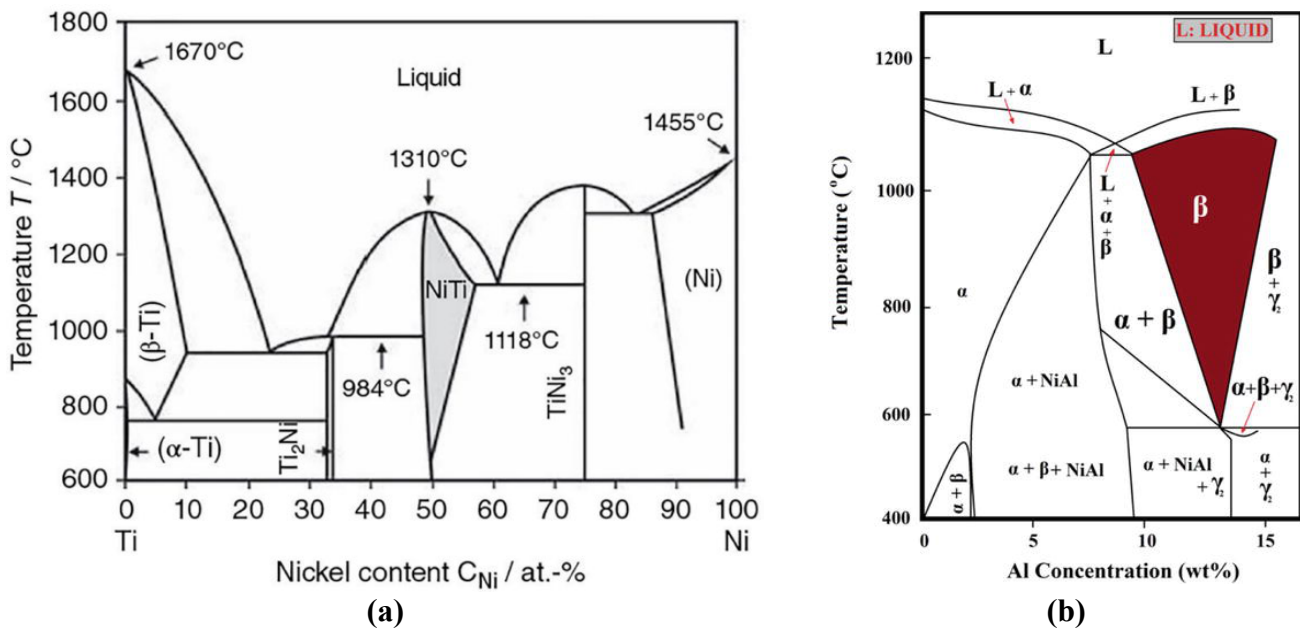 1800
1600
1400
1200
1000
800
600
Temperature T / °C
1670°C
Liquid
1455°C
1310°C
NiTi
(Ni)
(β-Ti)
1118°C
984°C
TiNi₃
(α-Ti)
Ti₂Ni
0 10 20 30 40 50 60 70 80 90 100
Ti Ni
Nickel content C_Ni / at.-%
(a)
L: LIQUID
1200
1000
800
600
400
Temperature (°C)
L
L + α
L + β
L + α + β
β
α
β + γ₂
α + β
α + NiAl
α+β+γ₂
α + β + NiAl
α + NiAl + γ₂
α + γ₂
α + β
0 5 10 15
Al Concentration (wt%)
(b)